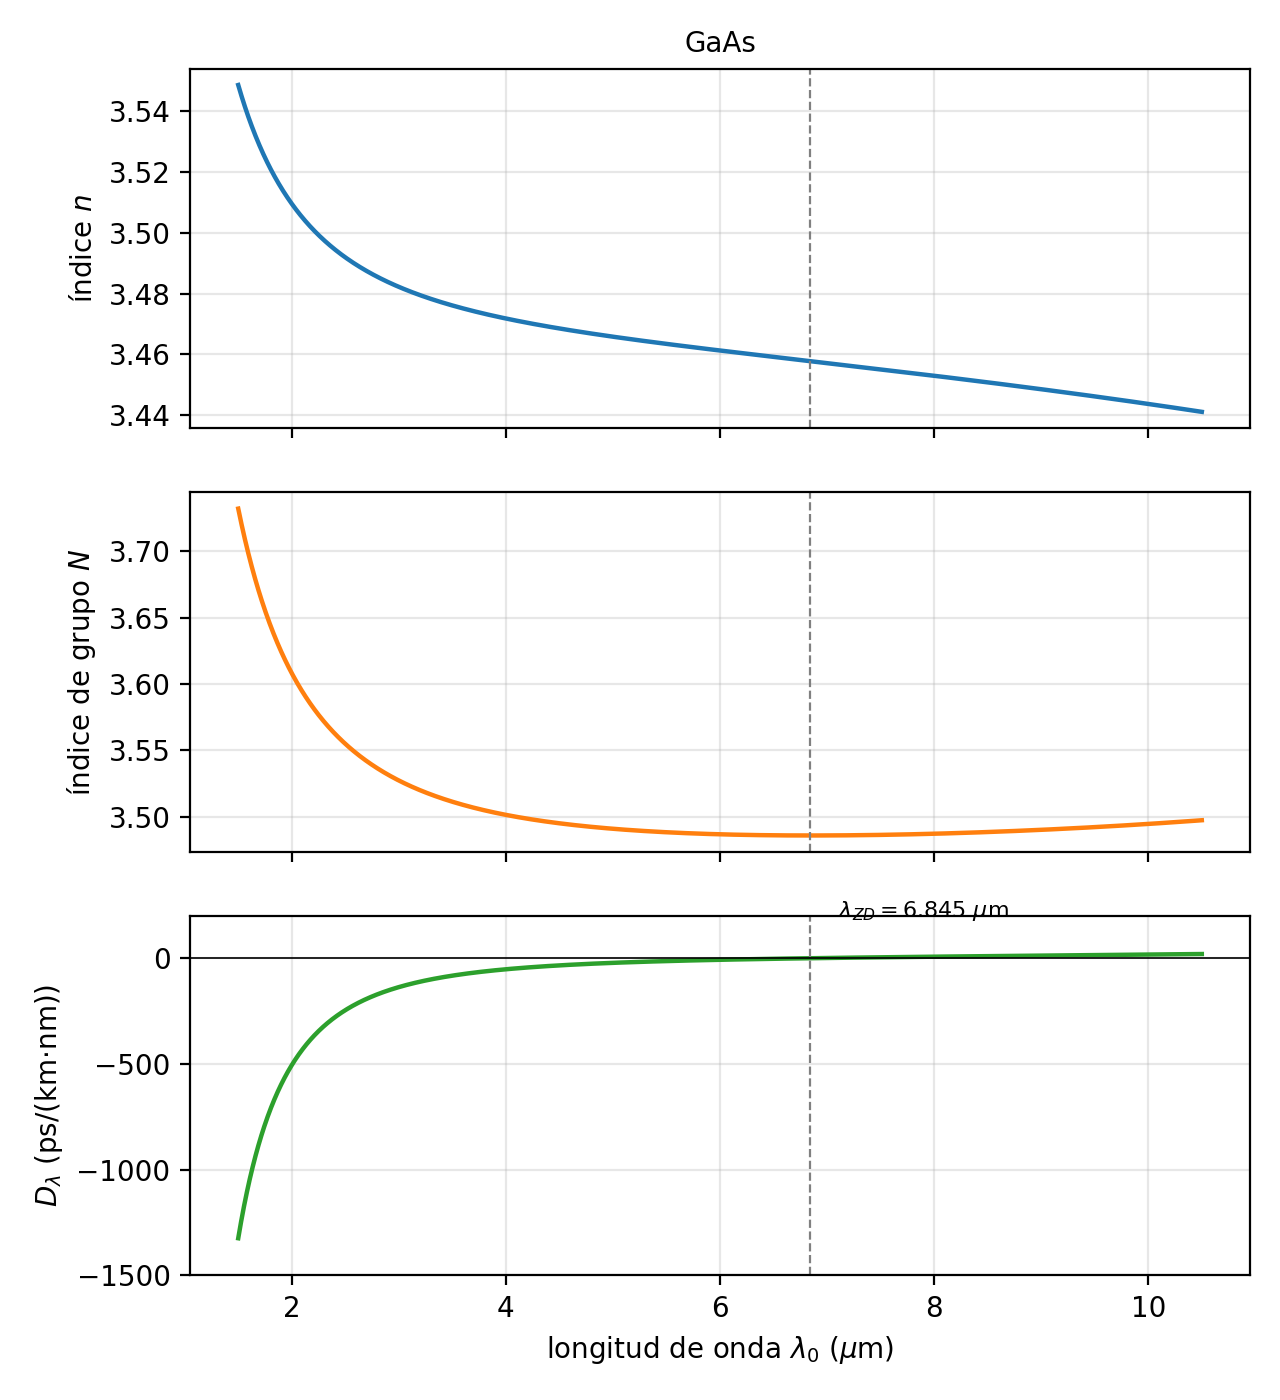 GaAs
índice n
3.54
3.52
3.50
3.48
3.46
3.44
índice de grupo N
3.70
3.65
3.60
3.55
3.50
λZD = 6.845 μm
Dλ (ps/(km·nm))
0
−500
−1000
−1500
2 4 6 8 10
longitud de onda λ0 (μm)